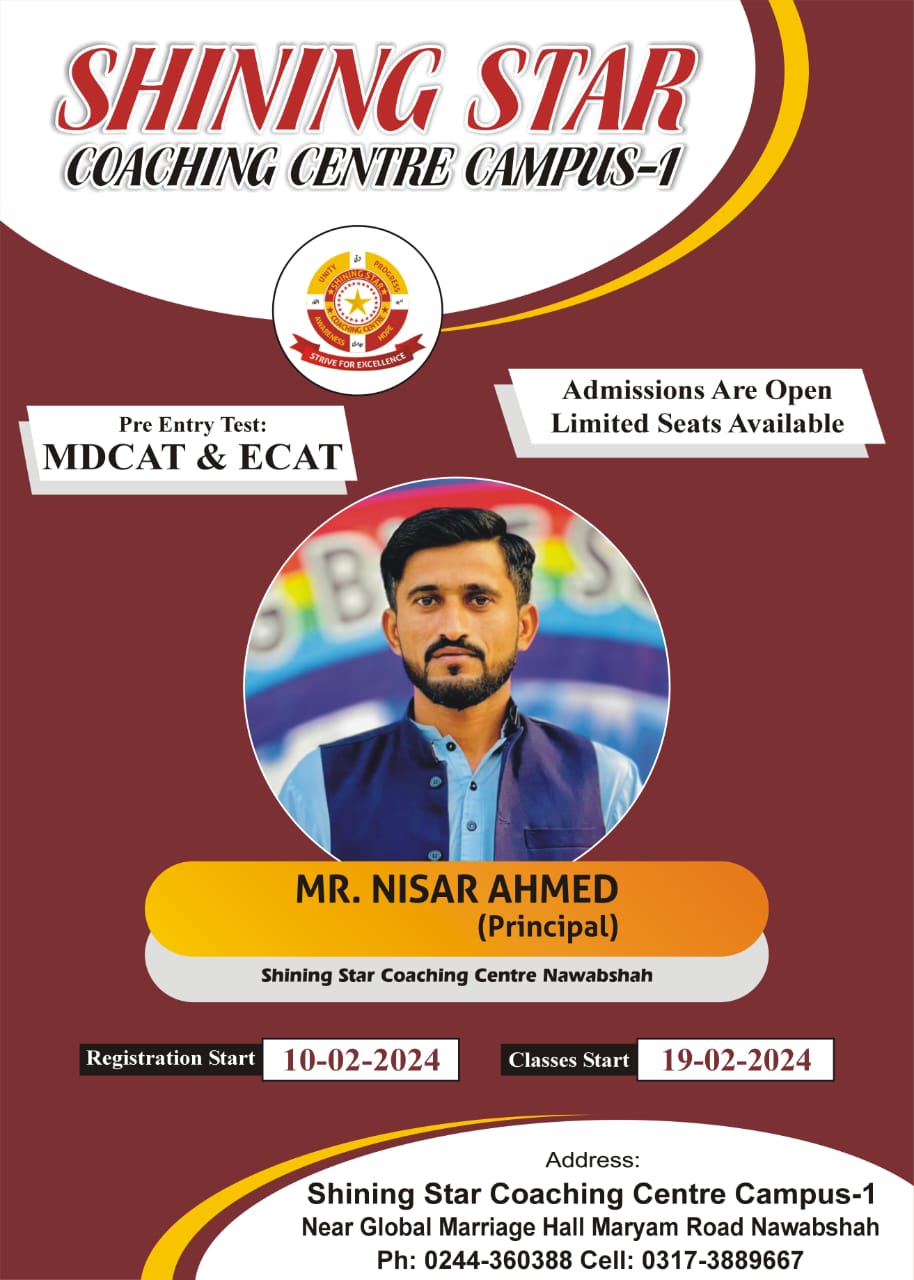 SHINING STAR
COACHING CENTRE CAMPUS-1
UNITY
PROGRESS
SHINING STAR
COACHING CENTRE
AWARENESS
HOPE
STRIVE FOR EXCELLENCE
Admissions Are Open
Limited Seats Available
Pre Entry Test:
MDCAT & ECAT
MR. NISAR AHMED
(Principal)
Shining Star Coaching Centre Nawabshah
Registration Start 10-02-2024
Classes Start 19-02-2024
Address:
Shining Star Coaching Centre Campus-1
Near Global Marriage Hall Maryam Road Nawabshah
Ph: 0244-360388 Cell: 0317-3889667